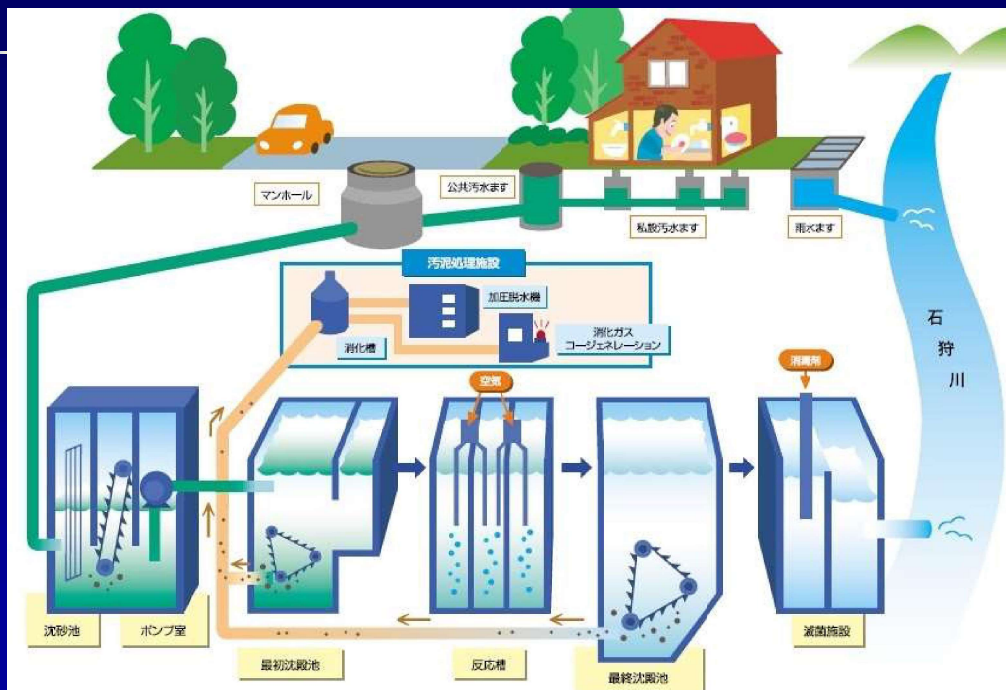 マンホール
公共汚水ます
私設汚水ます
雨水ます
汚泥処理施設
加圧脱水機
消化槽
消化ガス
コージェネレーション
石狩川
空気
消毒剤
沈砂池
ポンプ室
最初沈殿池
反応槽
最終沈殿池
滅菌施設